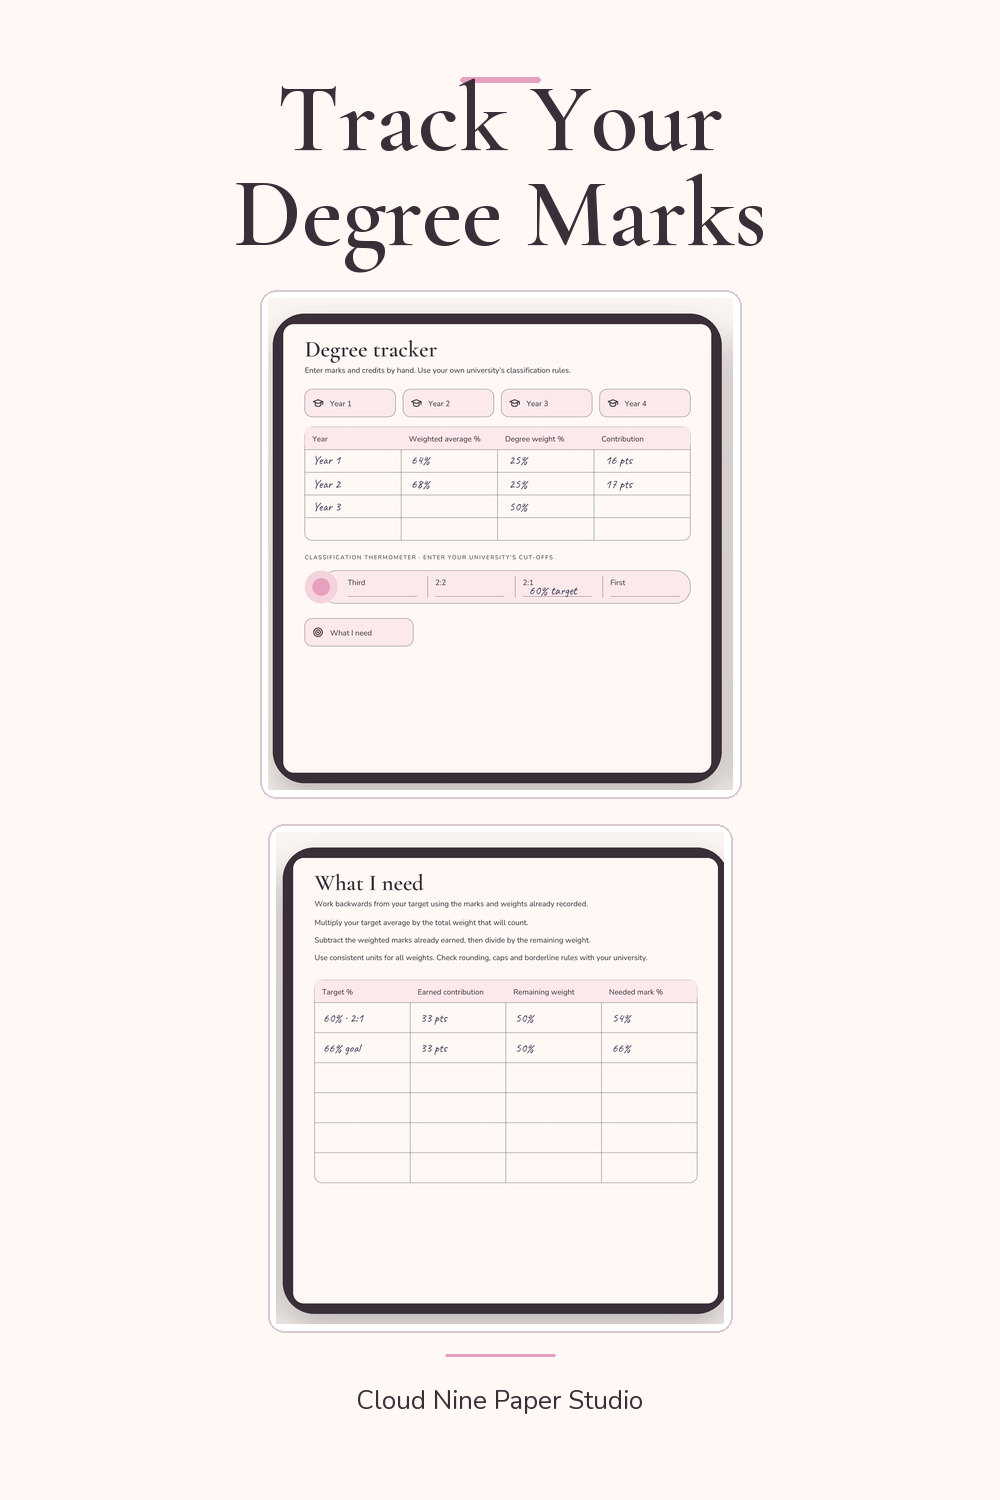 Track Your
Degree Marks
Degree tracker
Enter marks and credits by hand. Use your own university's classification rules.
Year 1 Year 2 Year 3 Year 4
Year Weighted average % Degree weight % Contribution
Year 1 64% 25% 16 pts
Year 2 68% 25% 17 pts
Year 3 50%
CLASSIFICATION THERMOMETER · ENTER YOUR UNIVERSITY'S CUT-OFFS
Third 2:2 2:1 First
60% target
What I need
What I need
Work backwards from your target using the marks and weights already recorded.
Multiply your target average by the total weight that will count.
Subtract the weighted marks already earned, then divide by the remaining weight.
Use consistent units for all weights. Check rounding, caps and borderline rules with your university.
Target % Earned contribution Remaining weight Needed mark %
60% · 2:1 33 pts 50% 54%
66% goal 33 pts 50% 66%
Cloud Nine Paper Studio